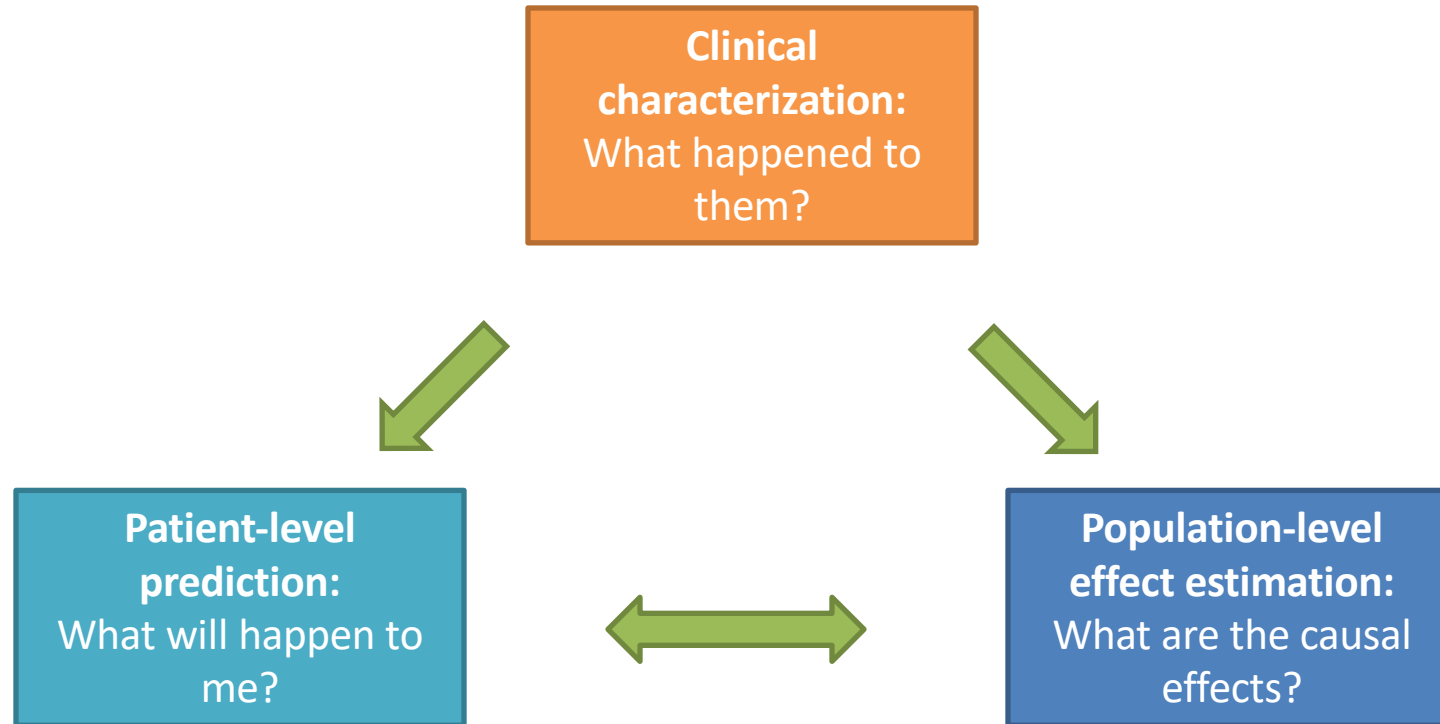 Clinical
characterization:
What happened to
them?
Patient-level
prediction:
What will happen to
me?
Population-level
effect estimation:
What are the causal
effects?